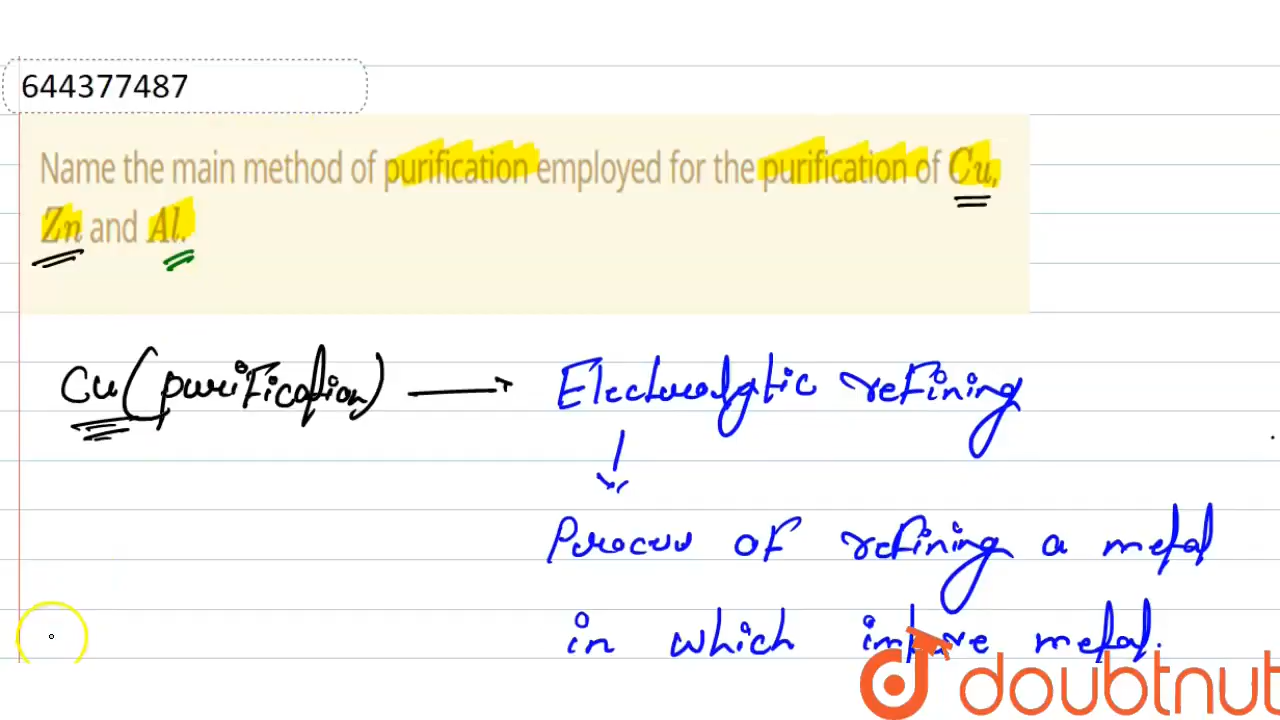 644377487
Name the main method of purification employed for the purification of Cu,
Zn and Al.
Cu (purification) → Electrolytic refining
Process of refining a metal
in which impure metal.
doubtnut